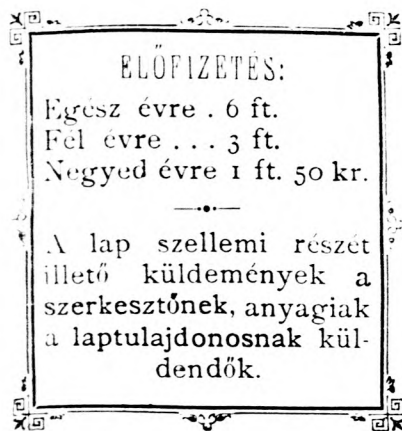 ELŐFIZETÉS:
Egész évre . 6 ft.
Fél évre . . . 3 ft.
Negyed évre 1 ft. 50 kr.
A lap szellemi részét
illető küldemények a
szerkesztőnek, anyagiak
a laptulajdonosnak kül-
dendők.